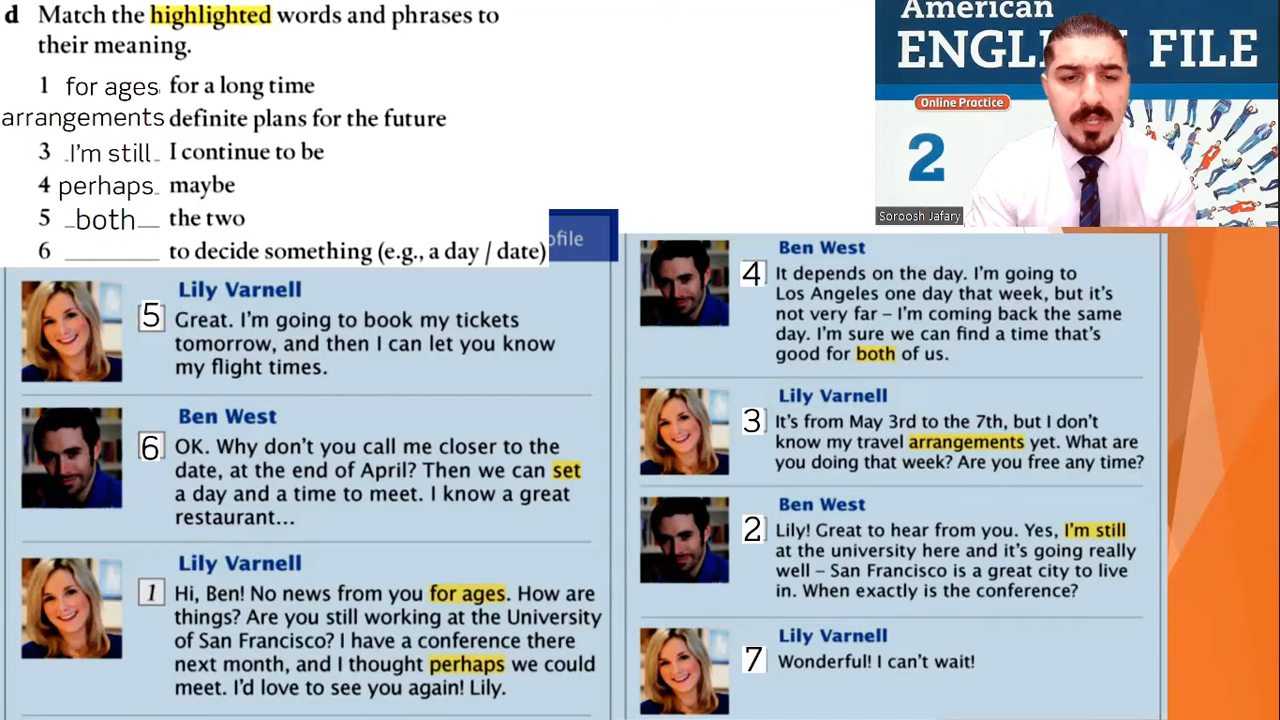 d Match the highlighted words and phrases to
their meaning.
1 for ages for a long time
arrangements definite plans for the future
3 I'm still I continue to be
4 perhaps maybe
5 both the two
6 ________ to decide something (e.g., a day / date)
American
ENGL FILE
Online Practice
2
Soroosh Jafary
ofile
Lily Varnell
5 Great. I'm going to book my tickets
tomorrow, and then I can let you know
my flight times.
Ben West
6 OK. Why don't you call me closer to the
date, at the end of April? Then we can set
a day and a time to meet. I know a great
restaurant...
Lily Varnell
1 Hi, Ben! No news from you for ages. How are
things? Are you still working at the University
of San Francisco? I have a conference there
next month, and I thought perhaps we could
meet. I'd love to see you again! Lily.
Ben West
4 It depends on the day. I'm going to
Los Angeles one day that week, but it's
not very far – I'm coming back the same
day. I'm sure we can find a time that's
good for both of us.
Lily Varnell
3 It's from May 3rd to the 7th, but I don't
know my travel arrangements yet. What are
you doing that week? Are you free any time?
Ben West
2 Lily! Great to hear from you. Yes, I'm still
at the university here and it's going really
well – San Francisco is a great city to live
in. When exactly is the conference?
Lily Varnell
7 Wonderful! I can't wait!